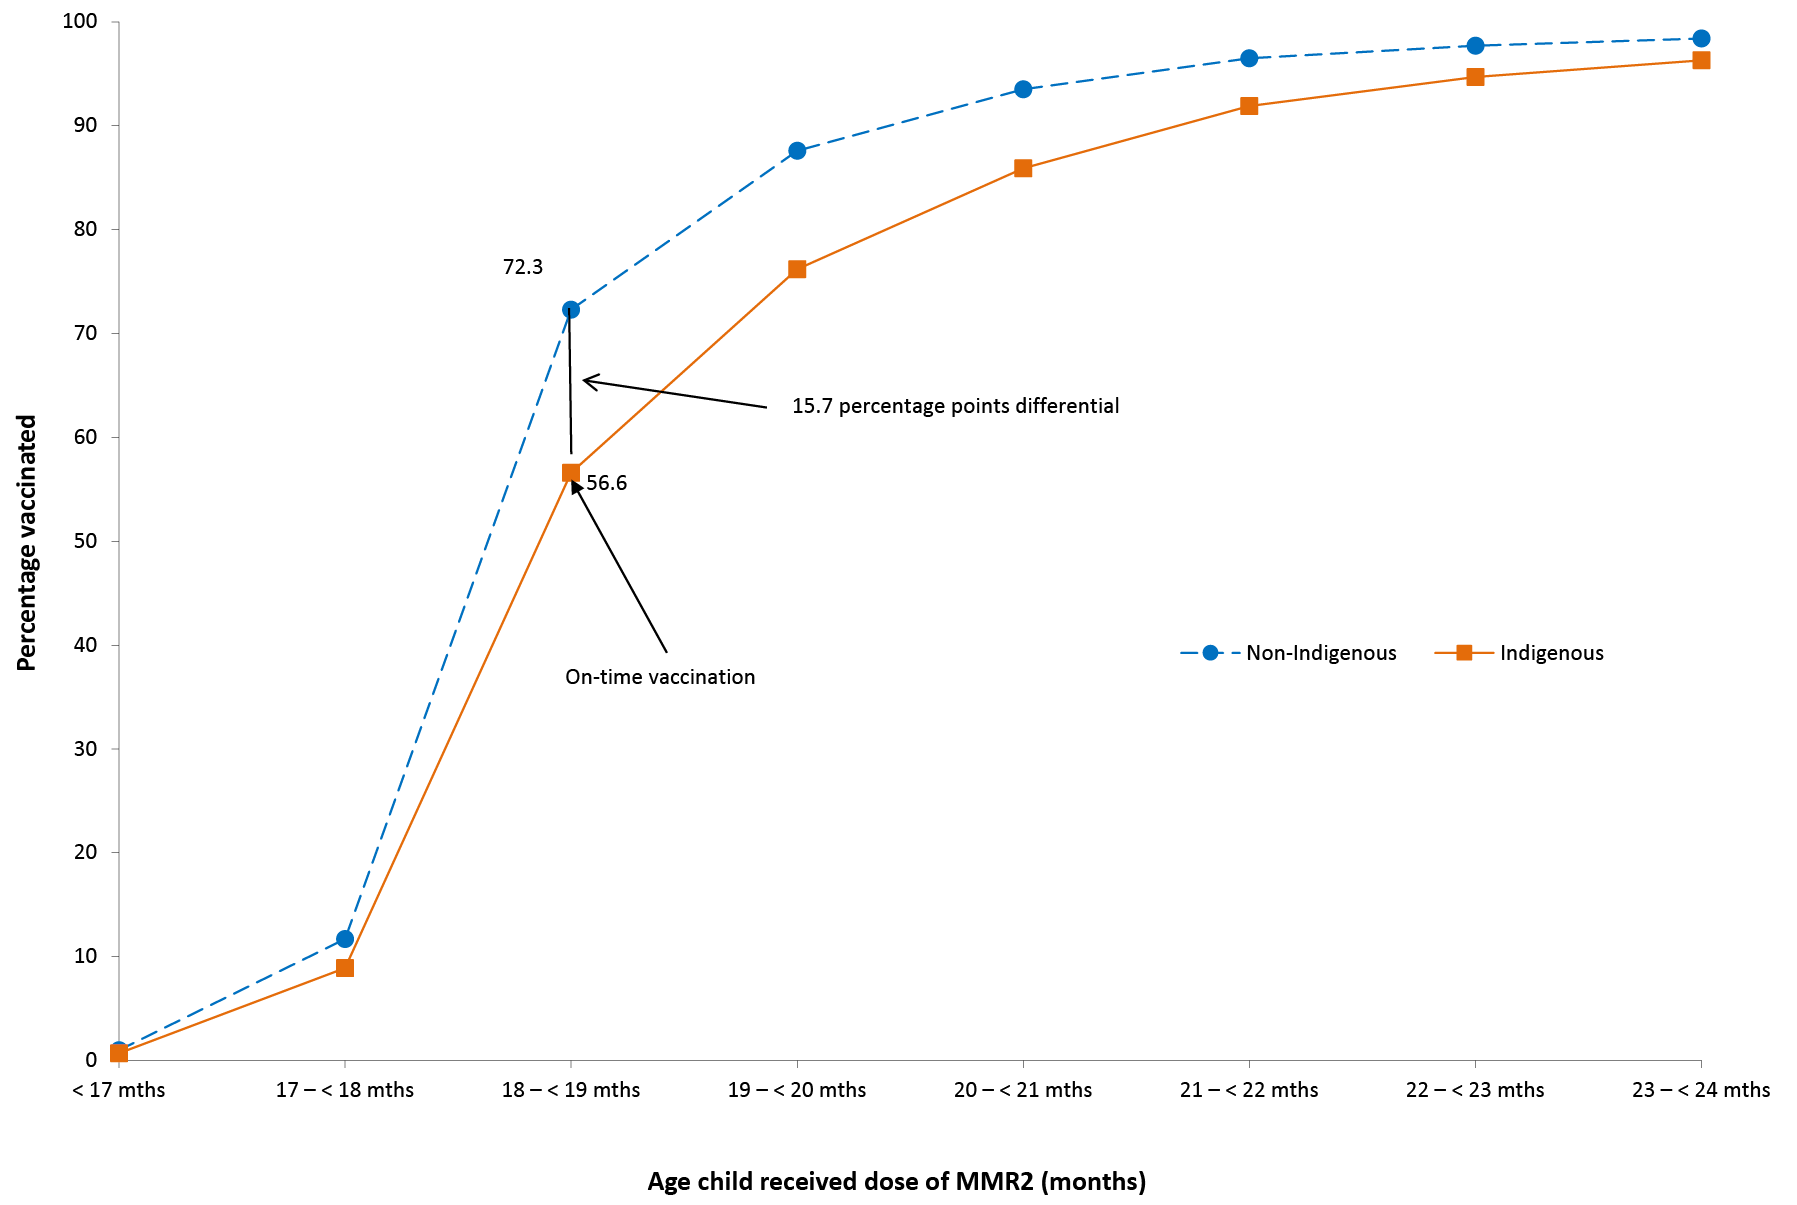 100
90
80
70
60
50
40
30
20
10
0
Percentage vaccinated
72.3
15.7 percentage points differential
56.6
On-time vaccination
Non-Indigenous
Indigenous
< 17 mths
17 – < 18 mths
18 – < 19 mths
19 – < 20 mths
20 – < 21 mths
21 – < 22 mths
22 – < 23 mths
23 – < 24 mths
Age child received dose of MMR2 (months)